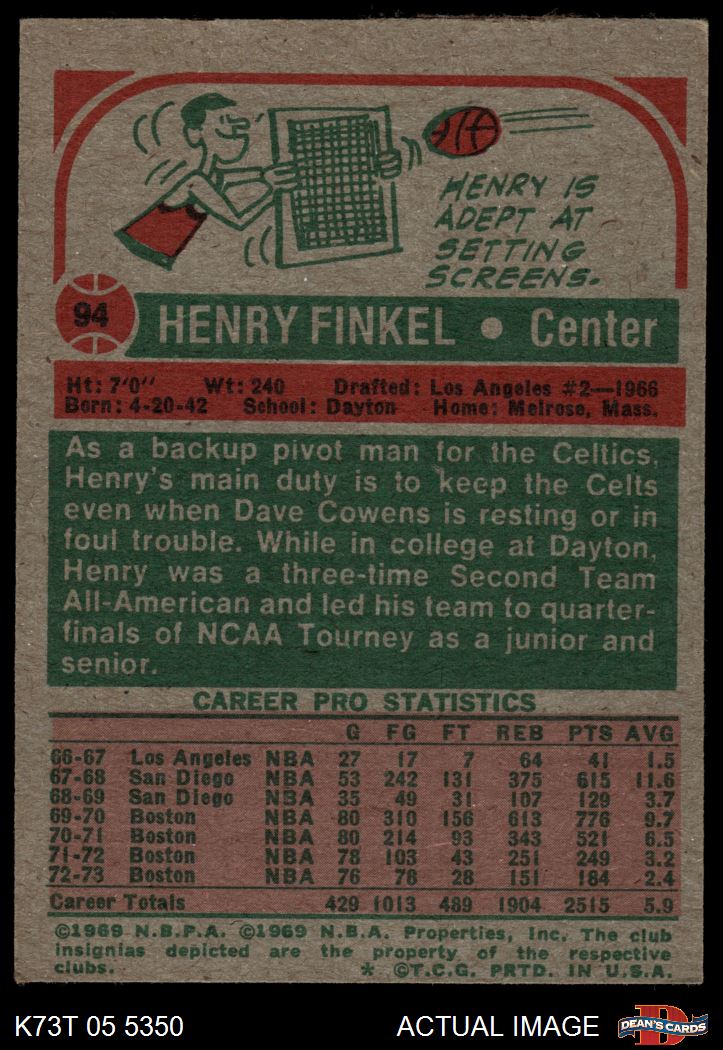 HENRY IS
ADEPT AT
SETTING
SCREENS.
94
HENRY FINKEL • Center
Ht: 7'0" Wt: 240 Drafted: Los Angeles #2—1966
Born: 4-20-42 School: Dayton Home: Melrose, Mass.
As a backup pivot man for the Celtics,
Henry's main duty is to keep the Celts
even when Dave Cowens is resting or in
foul trouble. While in college at Dayton,
Henry was a three-time Second Team
All-American and led his team to quarter-
finals of NCAA Tourney as a junior and
senior.
CAREER PRO STATISTICS
G FG FT REB PTS AVG
66-67 Los Angeles NBA 27 17 7 64 41 1.5
67-68 San Diego NBA 53 242 131 375 615 11.6
68-69 San Diego NBA 35 49 31 107 129 3.7
69-70 Boston NBA 80 310 156 613 776 9.7
70-71 Boston NBA 80 214 93 343 521 6.5
71-72 Boston NBA 78 103 43 251 249 3.2
72-73 Boston NBA 76 78 28 151 184 2.4
Career Totals 429 1013 489 1904 2515 5.9
©1969 N.B.P.A. ©1969 N.B.A. Properties, Inc. The club
insignias depicted are the property of the respective
clubs. * ©T.C.G. PRTD. IN U.S.A.
K73T 05 5350 ACTUAL IMAGE
D
DEAN'S CARDS